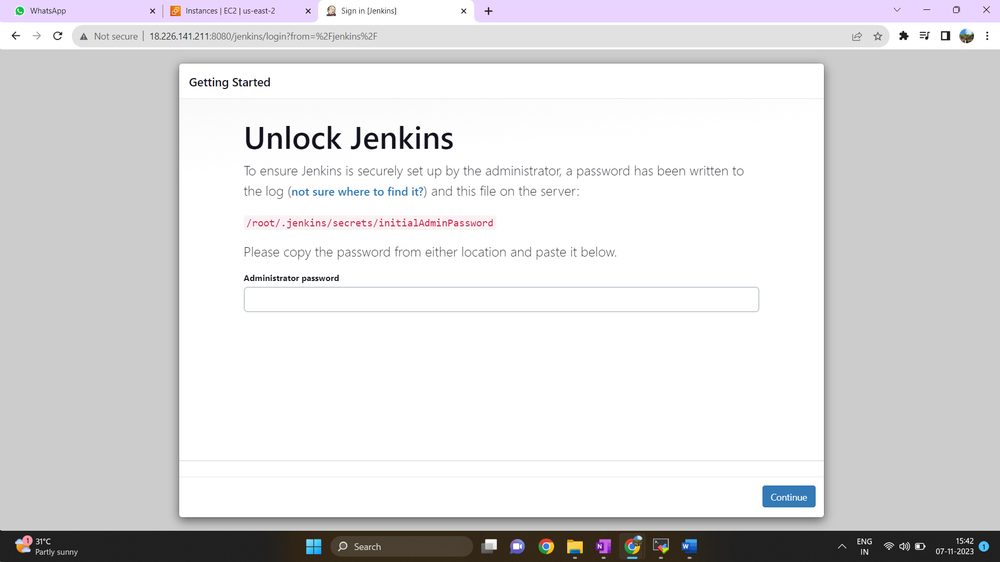 WhatsApp
Instances | EC2 | us-east-2
Sign in [Jenkins]
Not secure
18.226.141.211:8080/jenkins/login?from=%2Fjenkins%2F
Getting Started
Unlock Jenkins
To ensure Jenkins is securely set up by the administrator, a password has been written to
the log (not sure where to find it?) and this file on the server:
/root/.jenkins/secrets/initialAdminPassword
Please copy the password from either location and paste it below.
Administrator password
Continue
1
31°C
Partly sunny
Search
N
W
ENG
IN
15:42
07-11-2023
1